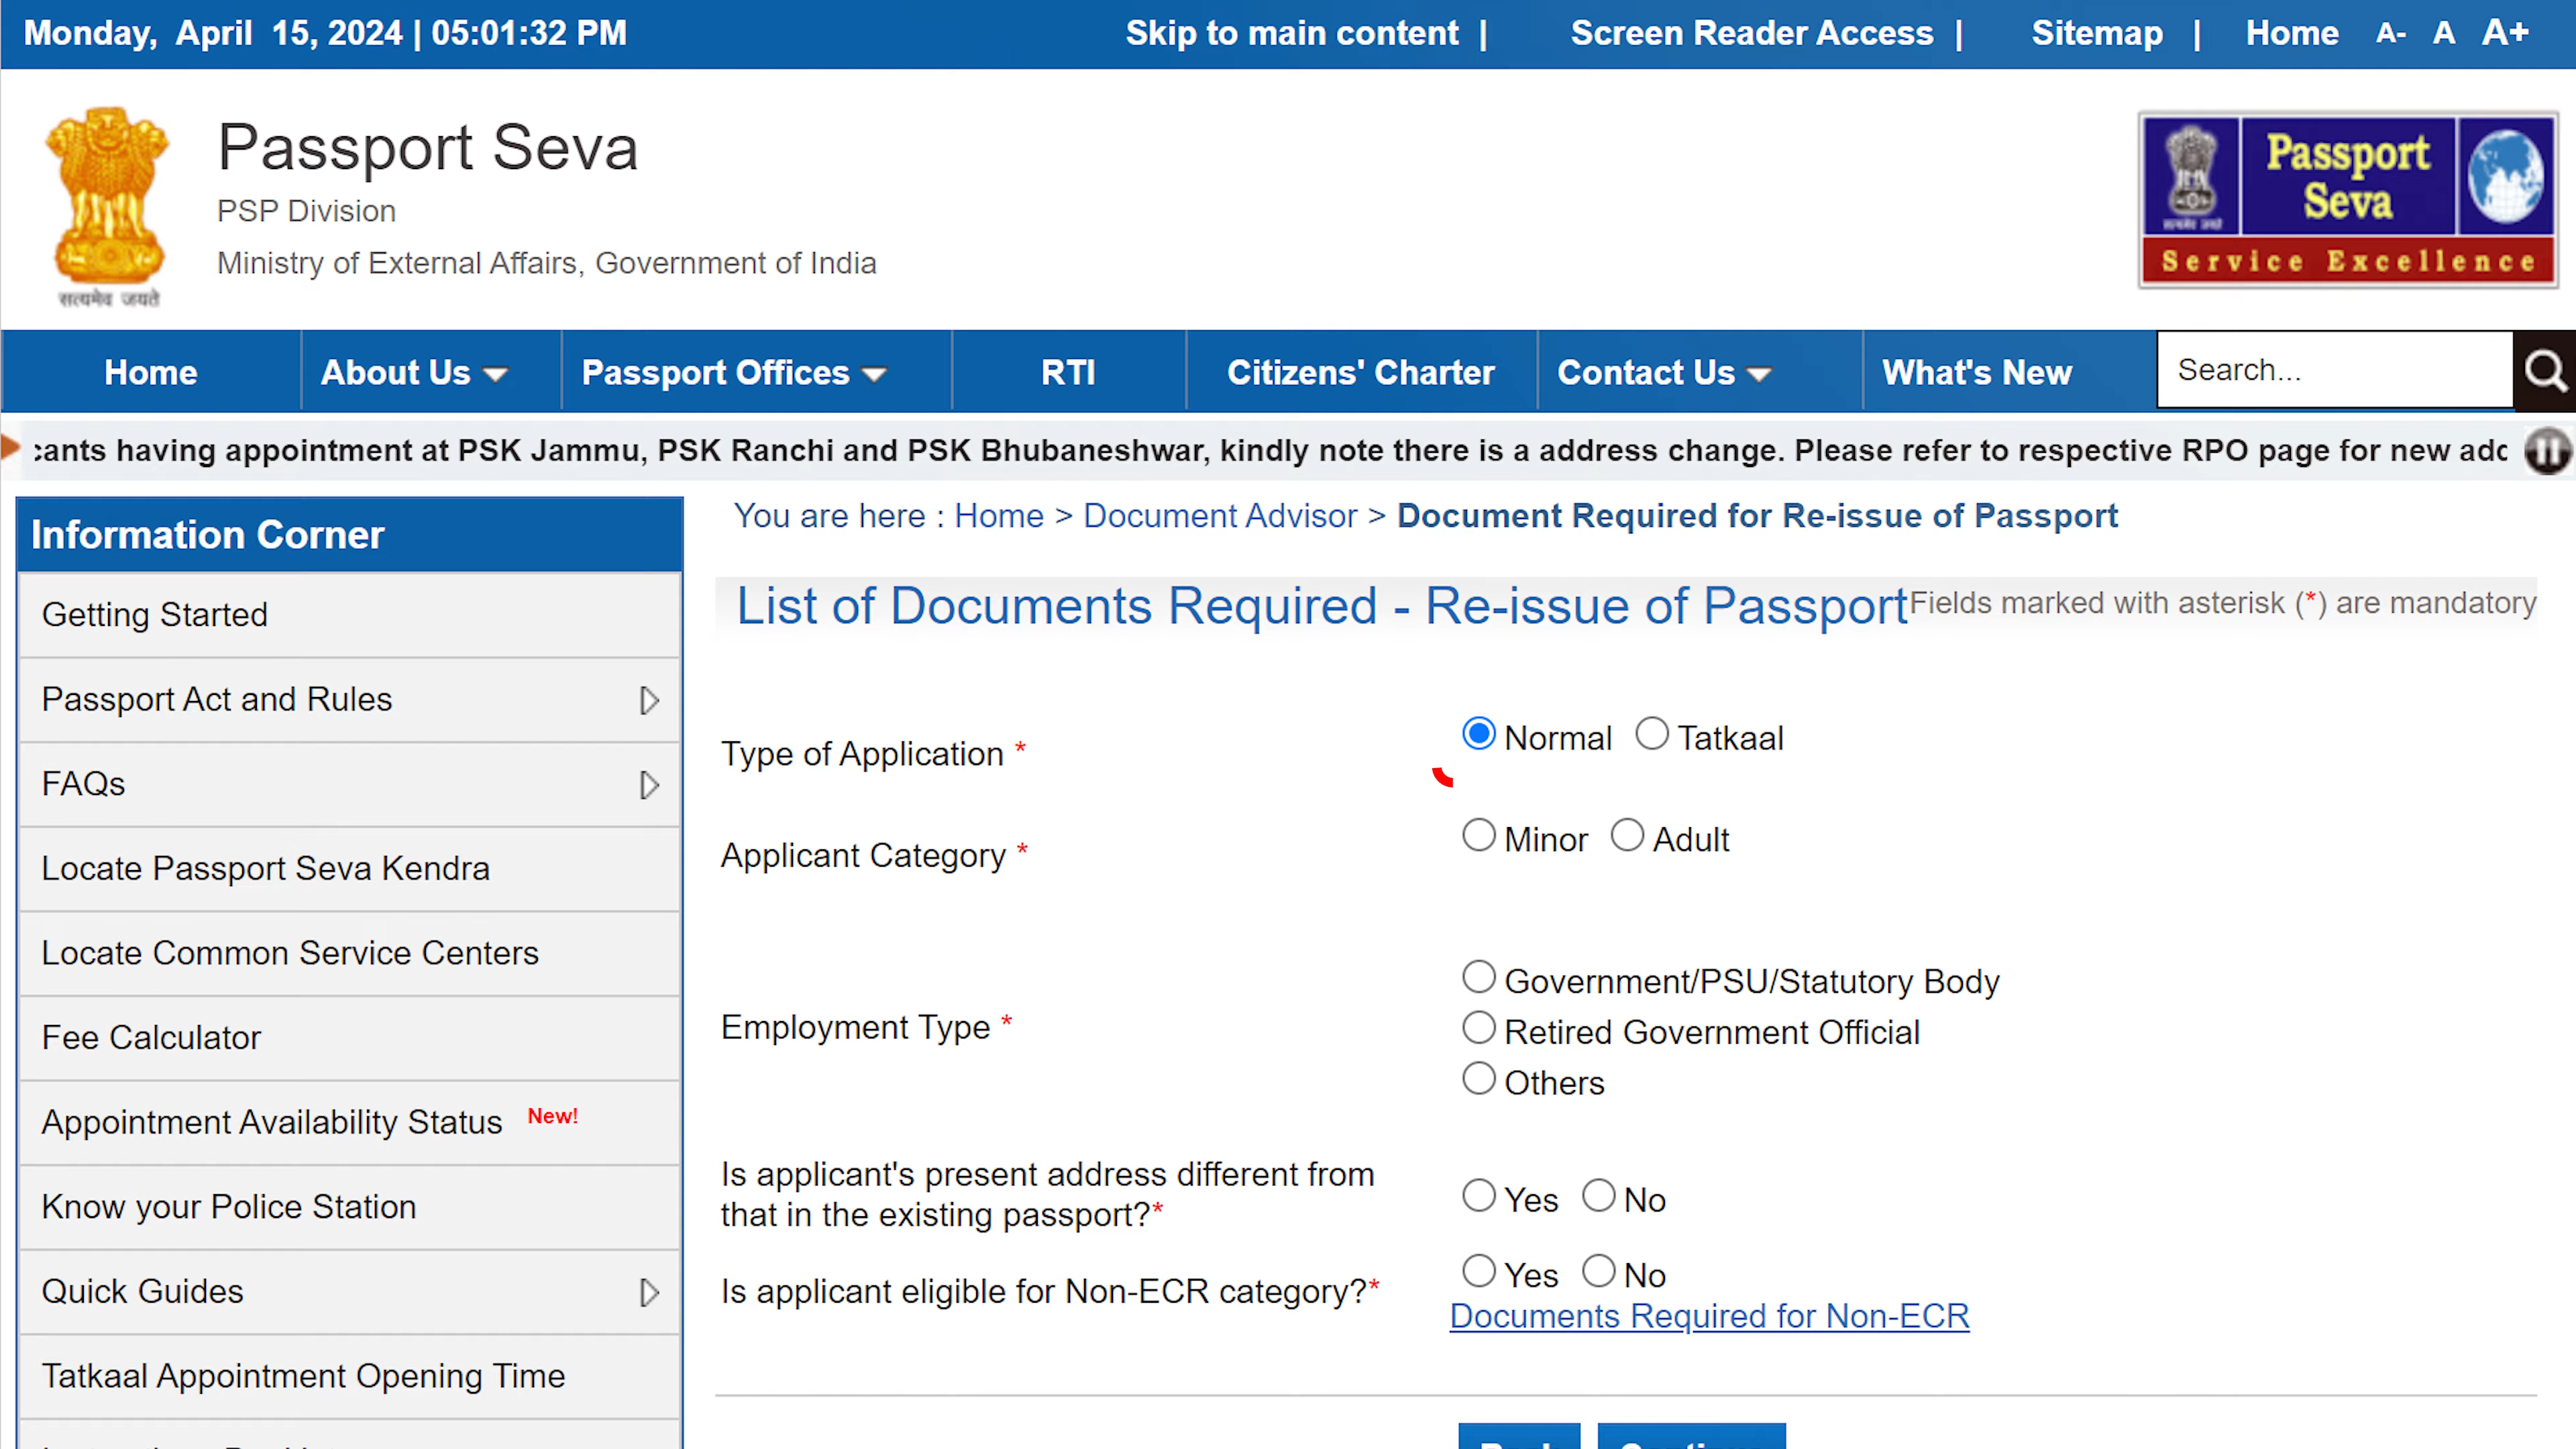 Monday, April 15, 2024 | 05:01:32 PM
Skip to main content | Screen Reader Access | Sitemap | Home A- A A+
Passport Seva
PSP Division
Ministry of External Affairs, Government of India
सत्यमेव जयते
Passport
Seva
Service Excellence
Home About Us Passport Offices RTI Citizens' Charter Contact Us What's New Search...
having appointment at PSK Jammu, PSK Ranchi and PSK Bhubaneshwar, kindly note there is a address change. Please refer to respective RPO page for new
Information Corner
Getting Started
Passport Act and Rules
FAQs
Locate Passport Seva Kendra
Locate Common Service Centers
Fee Calculator
Appointment Availability Status New!
Know your Police Station
Quick Guides
Tatkaal Appointment Opening Time
You are here : Home > Document Advisor > Document Required for Re-issue of Passport
List of Documents Required - Re-issue of Passport Fields marked with asterisk (*) are mandatory
Type of Application * Normal Tatkaal
Applicant Category * Minor Adult
Employment Type *
Government/PSU/Statutory Body
Retired Government Official
Others
Is applicant's present address different from
that in the existing passport?* Yes No
Is applicant eligible for Non-ECR category?* Yes No
Documents Required for Non-ECR